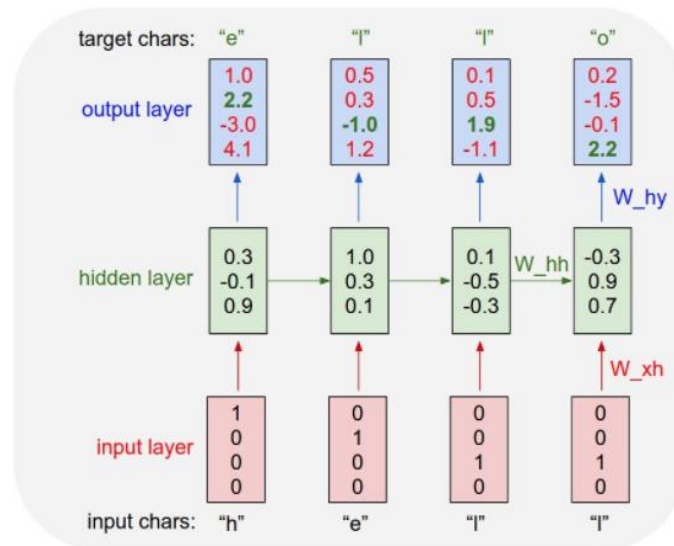 target chars: “e” “l” “l” “o”
output layer
1.0 0.5 0.1 0.2
2.2 0.3 0.5 -1.5
-3.0 -1.0 1.9 -0.1
4.1 1.2 -1.1 2.2
W_hy
hidden layer
0.3 1.0 0.1 -0.3
-0.1 0.3 -0.5 0.9
0.9 0.1 -0.3 0.7
W_hh
W_xh
input layer
1 0 0 0
0 1 0 0
0 0 1 1
0 0 0 0
input chars: “h” “e” “l” “l”